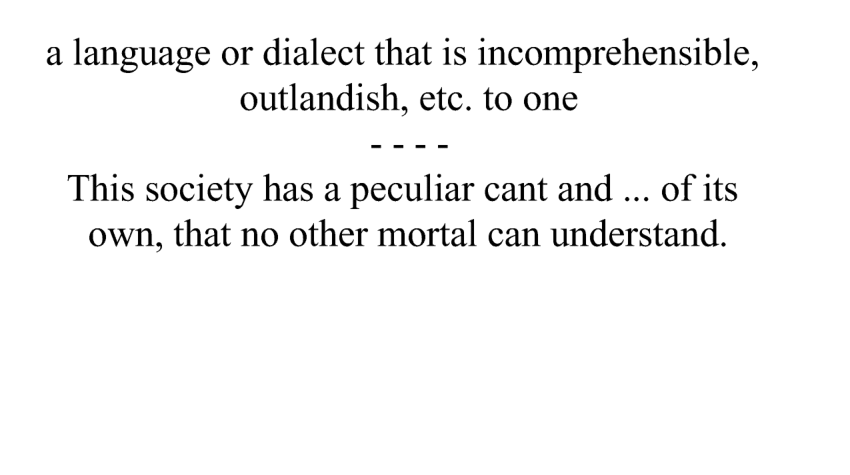 a language or dialect that is incomprehensible,
outlandish, etc. to one
- - - -
This society has a peculiar cant and ... of its
own, that no other mortal can understand.